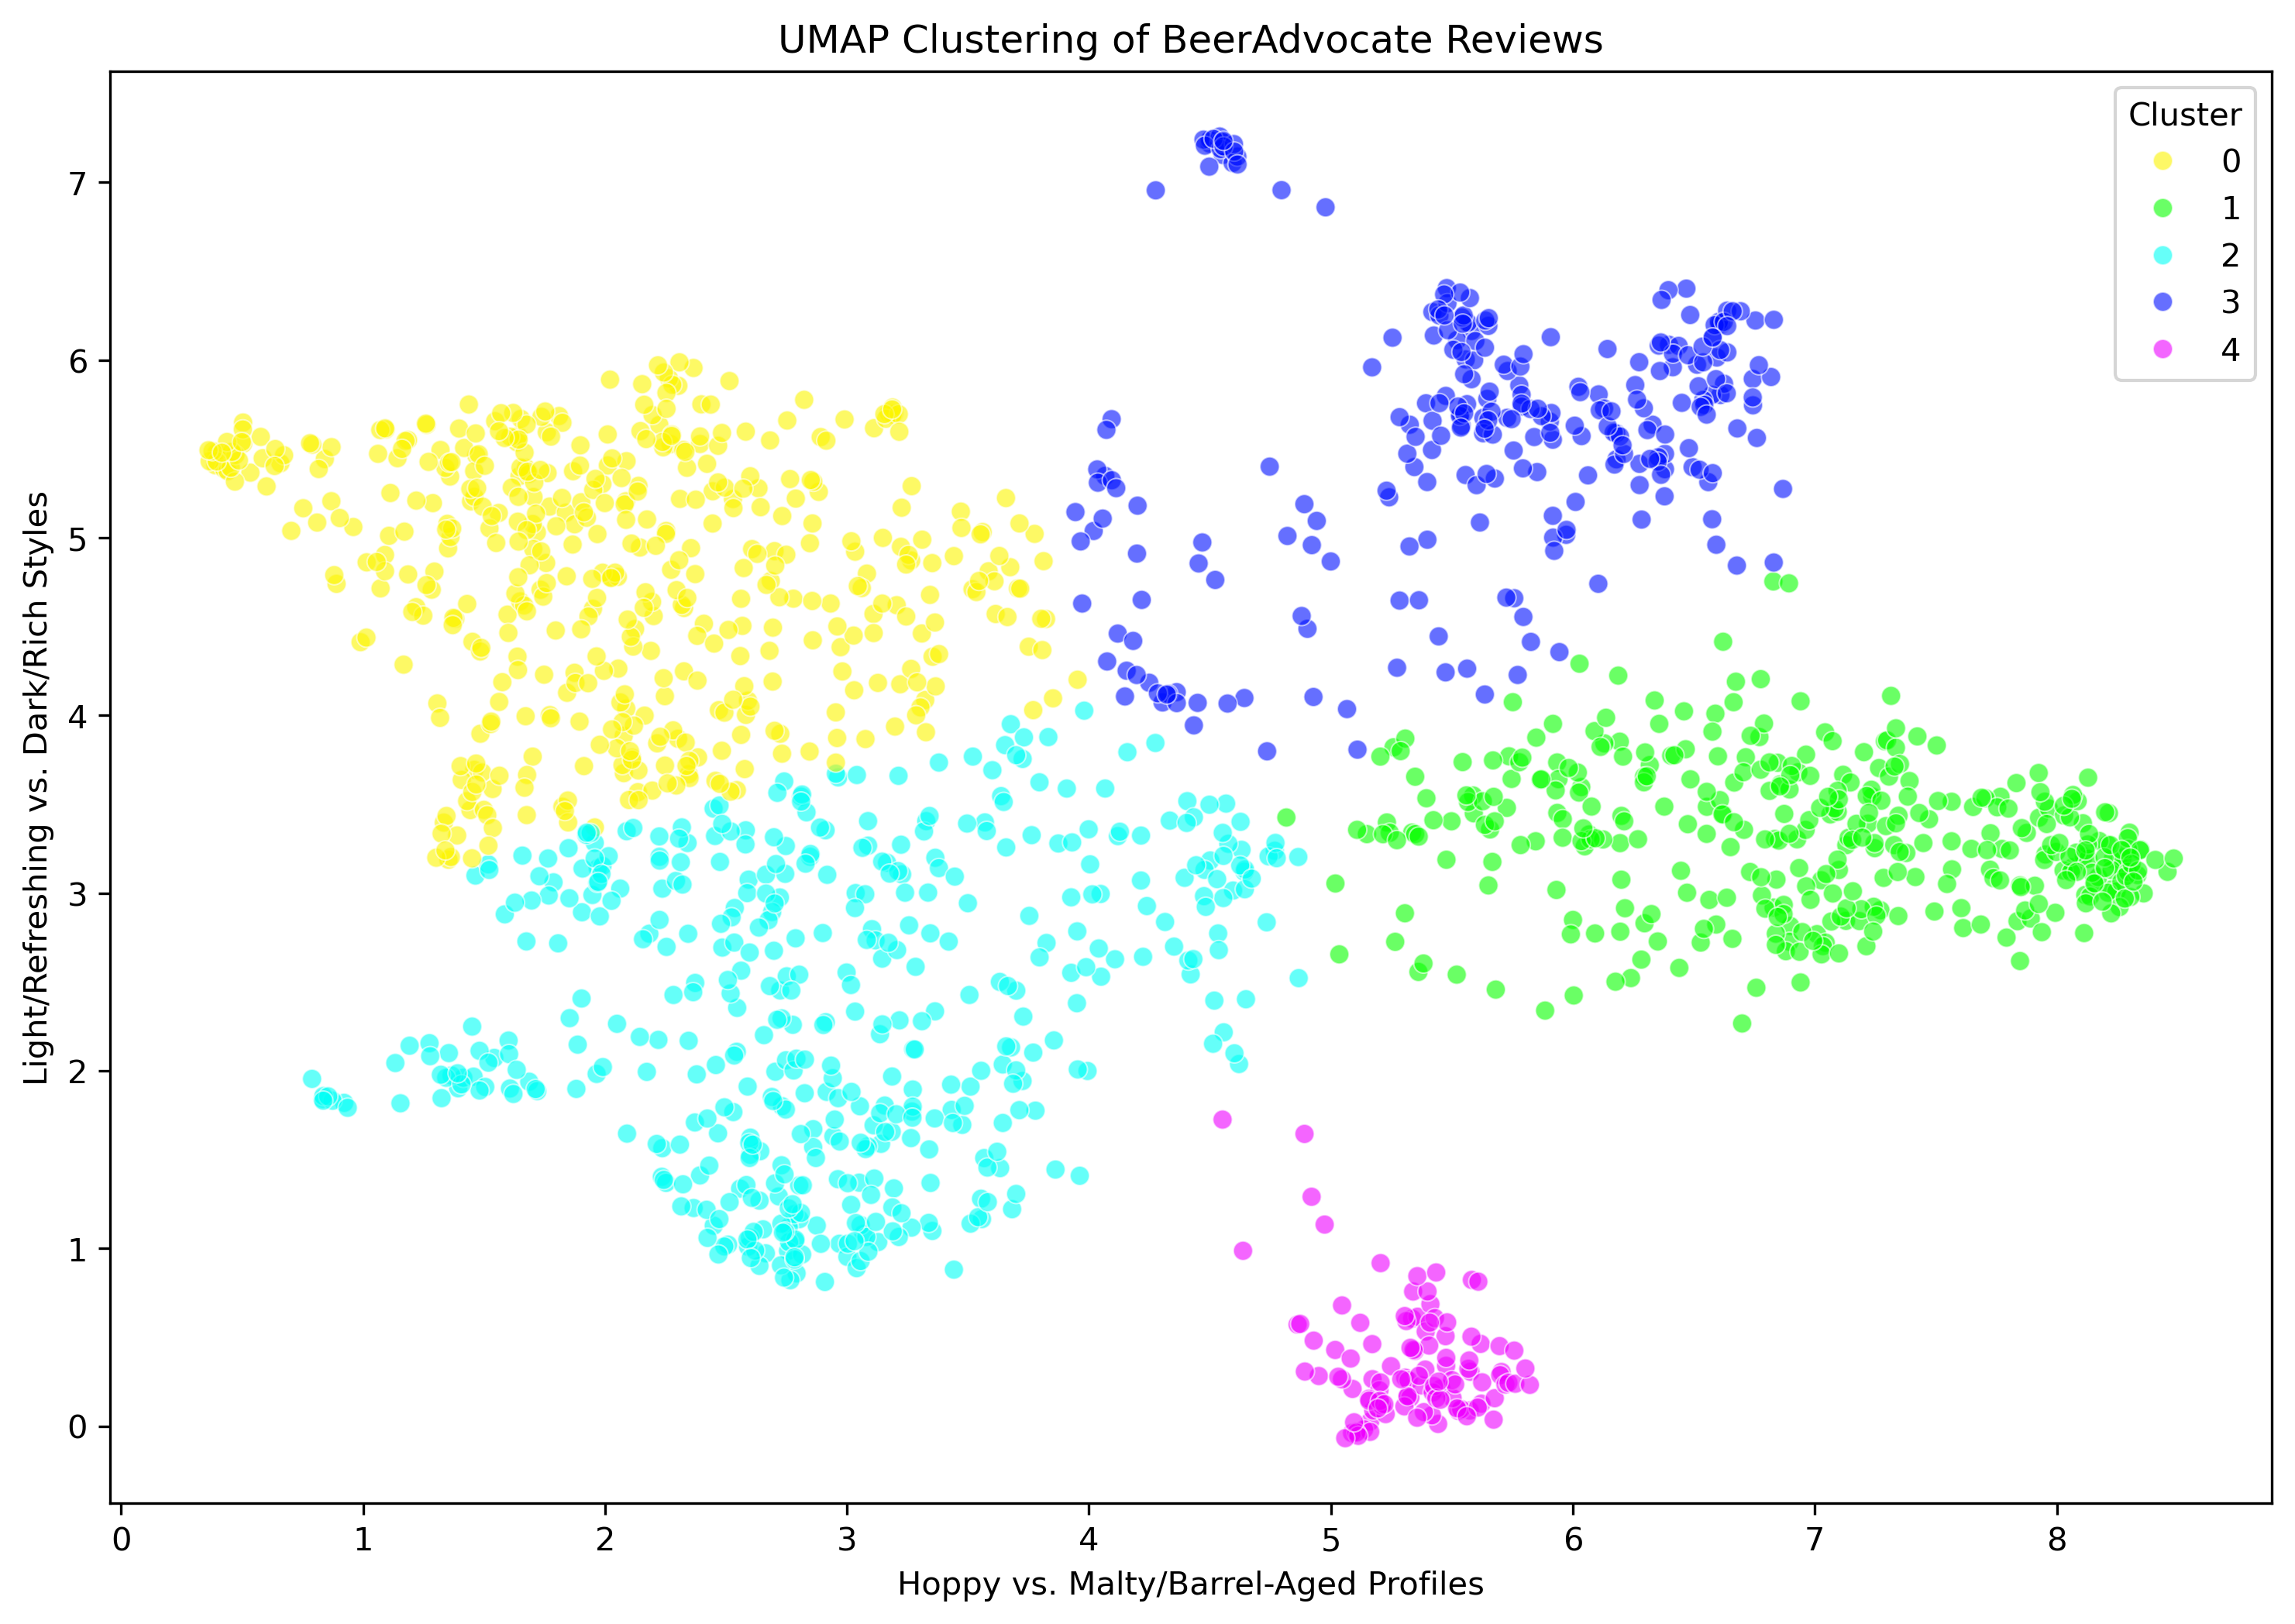 UMAP Clustering of BeerAdvocate Reviews
Cluster
0
1
2
3
4
Light/Refreshing vs. Dark/Rich Styles
7
6
5
4
3
2
1
0
0 1 2 3 4 5 6 7 8
Hoppy vs. Malty/Barrel-Aged Profiles